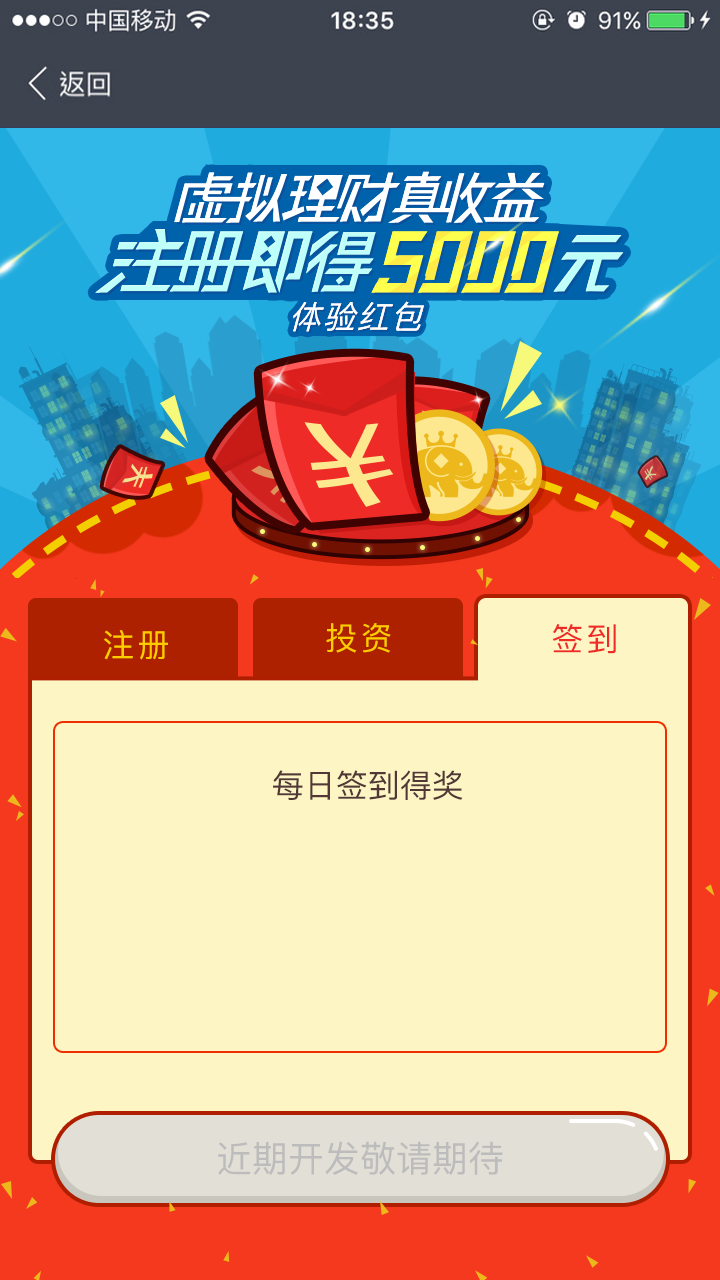 中国移动 18:35 91%
返回
虚拟理财真收益
注册即得5000元
体验红包
注册 投资 签到
每日签到得奖
近期开发敬请期待